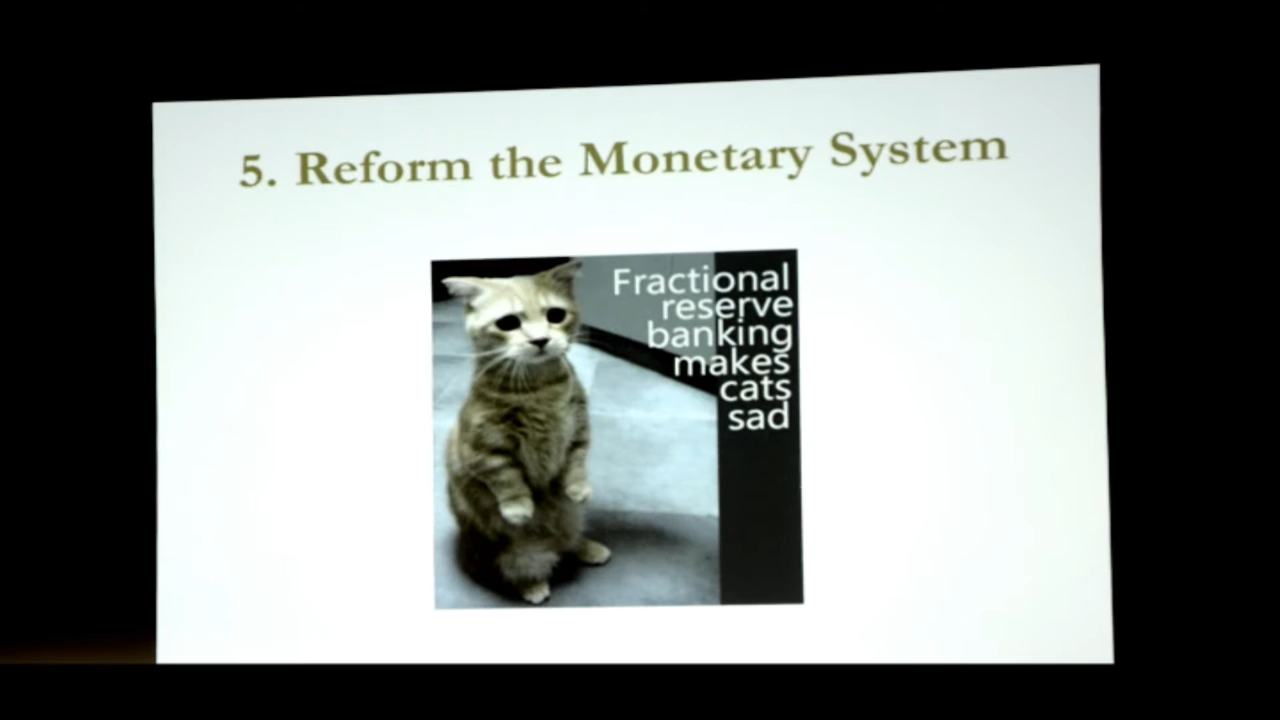 5. Reform the Monetary System
Fractional
reserve
banking
makes
cats
sad